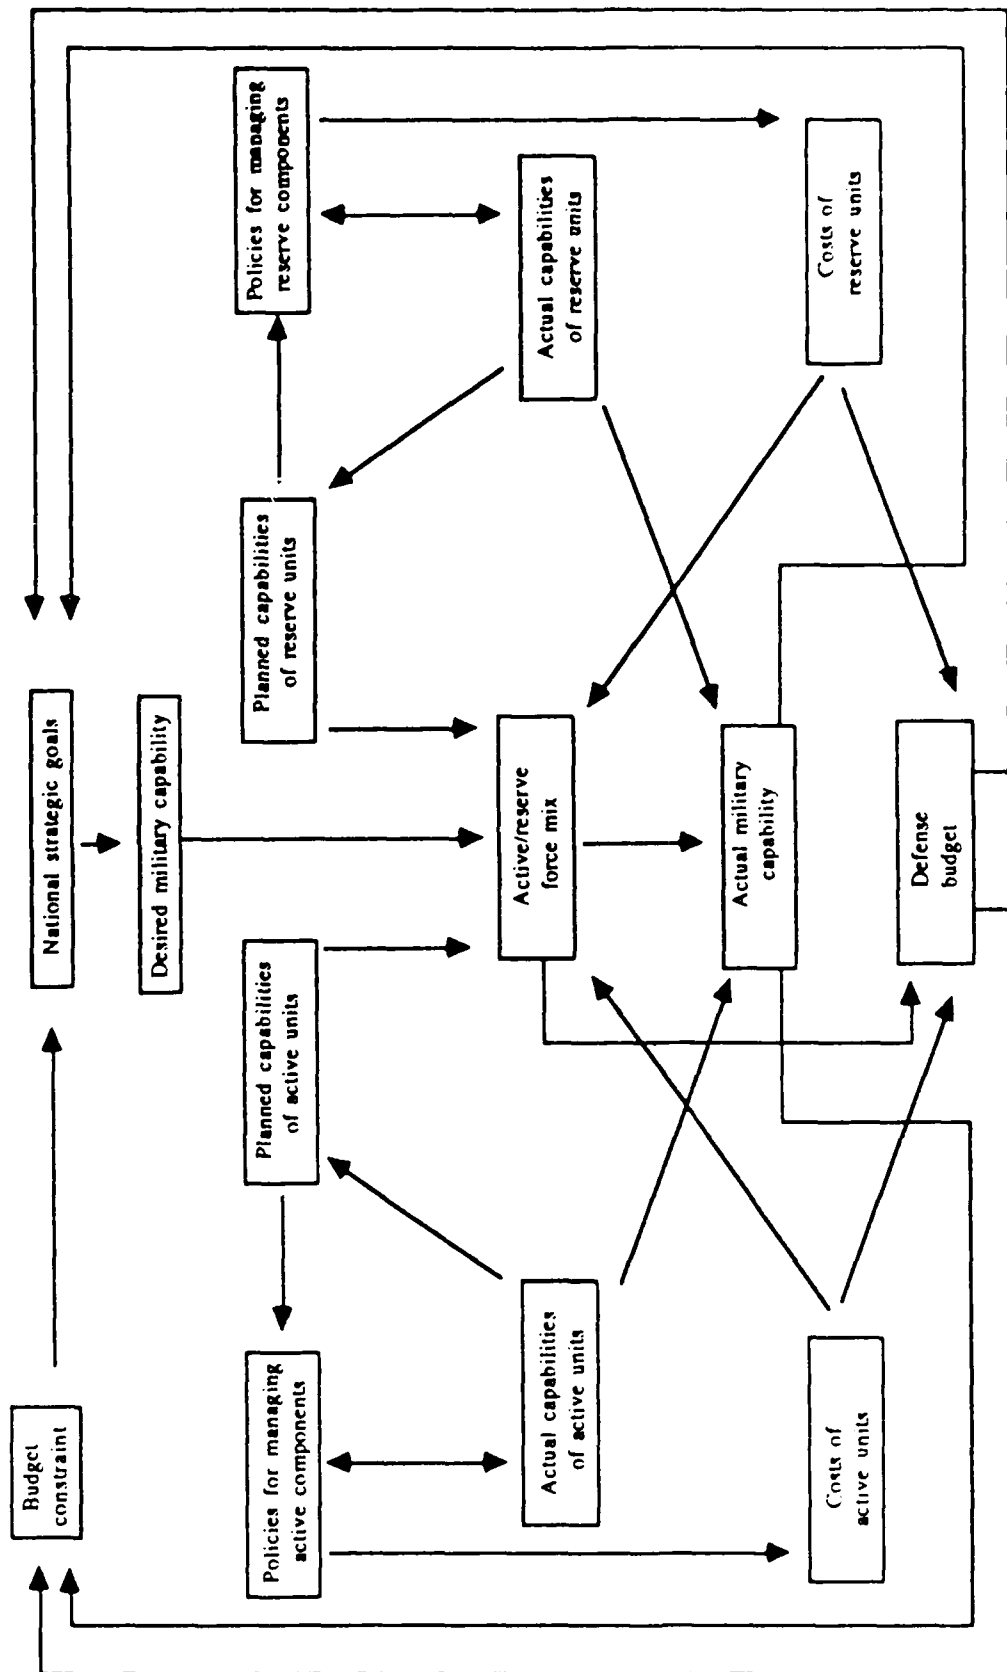 Budget
constraint
National strategic goals
Desired military capability
Policies for managing
active components
Planned capabilities
of active units
Planned capabilities
of reserve units
Policies for managing
reserve components
Actual capabilities
of active units
Active/reserve
force mix
Actual capabilities
of reserve units
Actual military
capability
Costs of
active units
Defense
budget
Costs of
reserve units